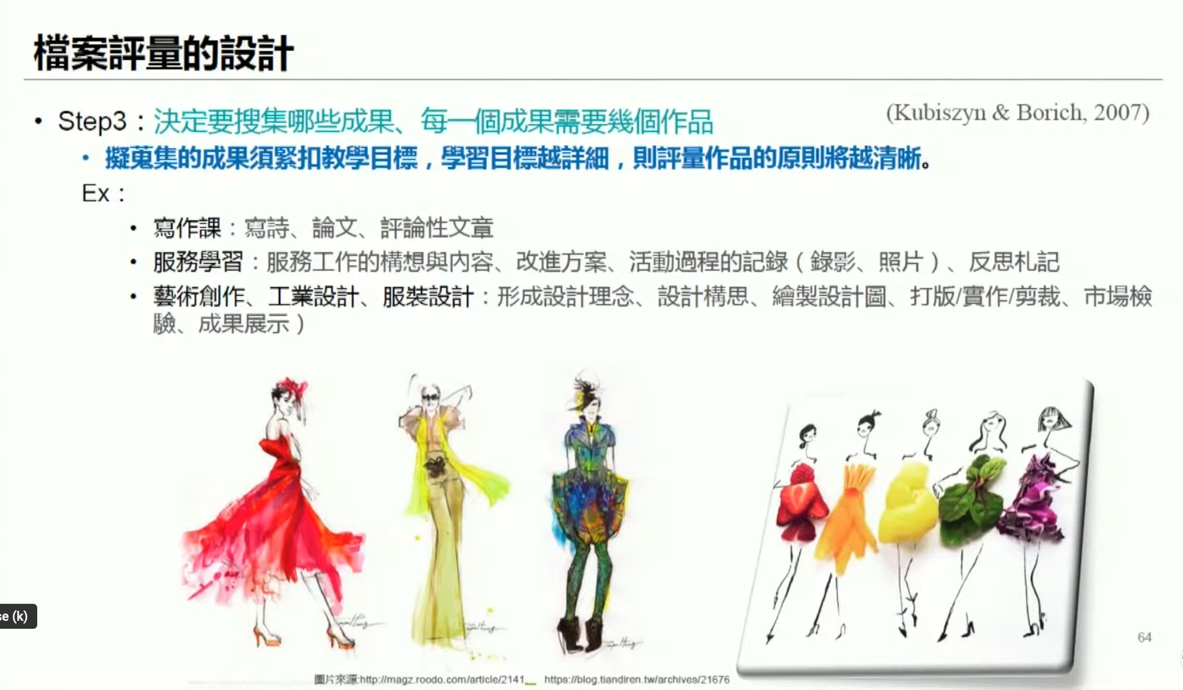 檔案評量的設計
• Step3：決定要搜集哪些成果、每一個成果需要幾個作品
(Kubiszyn & Borich, 2007)
• 擬蒐集的成果須緊扣教學目標，學習目標越詳細，則評量作品的原則將越清晰。
Ex：
• 寫作課：寫詩、論文、評論性文章
• 服務學習：服務工作的構想與內容、改進方案、活動過程的記錄（錄影、照片）、反思札記
• 藝術創作、工業設計、服裝設計：形成設計理念、設計構思、繪製設計圖、打版/實作/剪裁、市場檢
驗、成果展示）
se (k)
64
圖片來源:http://magz.roodo.com/article/2141 https://blog.tiandiren.tw/archives/21676